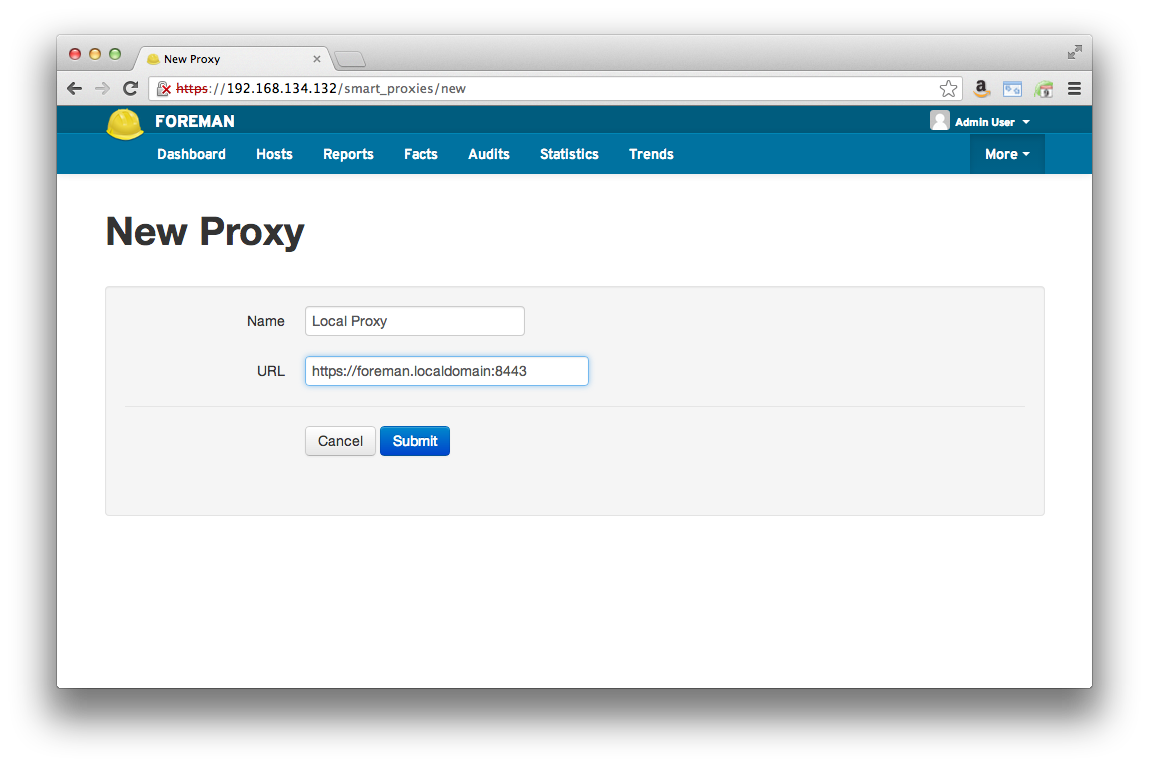 New Proxy
https://192.168.134.132/smart_proxies/new
FOREMAN
Admin User
Dashboard Hosts Reports Facts Audits Statistics Trends More
New Proxy
Name Local Proxy
URL https://foreman.localdomain:8443
Cancel Submit